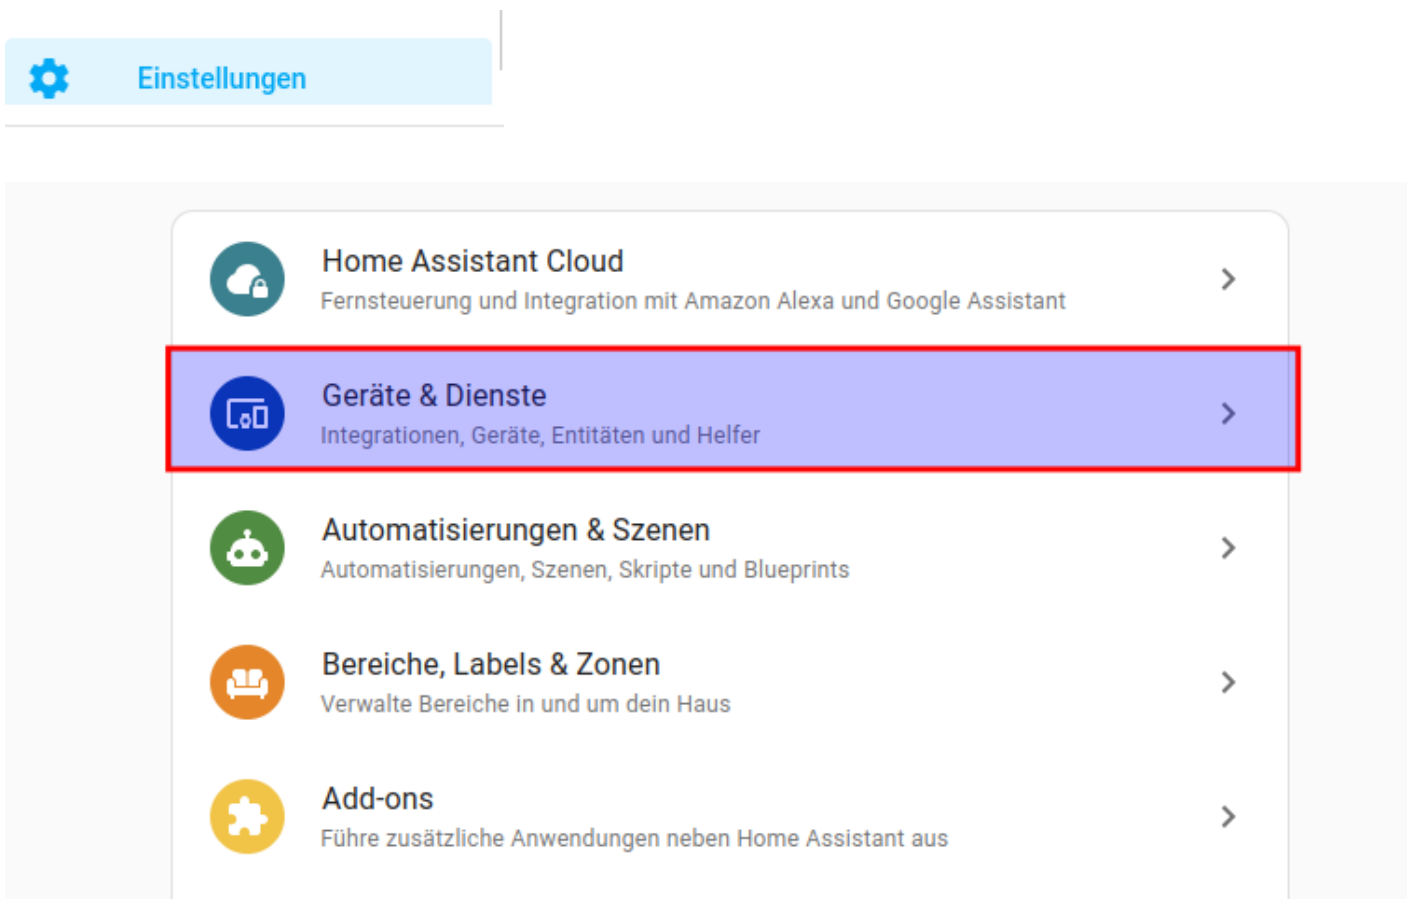 Einstellungen
Home Assistant Cloud
Fernsteuerung und Integration mit Amazon Alexa und Google Assistant
Geräte & Dienste
Integrationen, Geräte, Entitäten und Helfer
Automatisierungen & Szenen
Automatisierungen, Szenen, Skripte und Blueprints
Bereiche, Labels & Zonen
Verwalte Bereiche in und um dein Haus
Add-ons
Führe zusätzliche Anwendungen neben Home Assistant aus